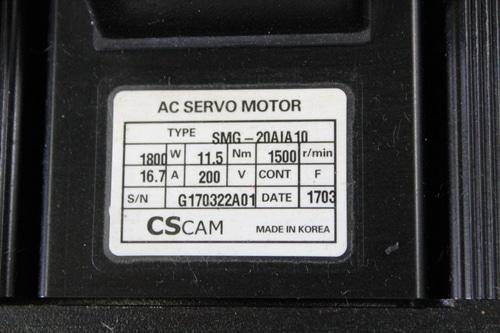 AC SERVO MOTOR
TYPE SMG-20AIA10
1800 W 11.5 Nm 1500 r/min
16.7 A 200 V CONT F
S/N G170322A01 DATE 1703
CSCAM MADE IN KOREA